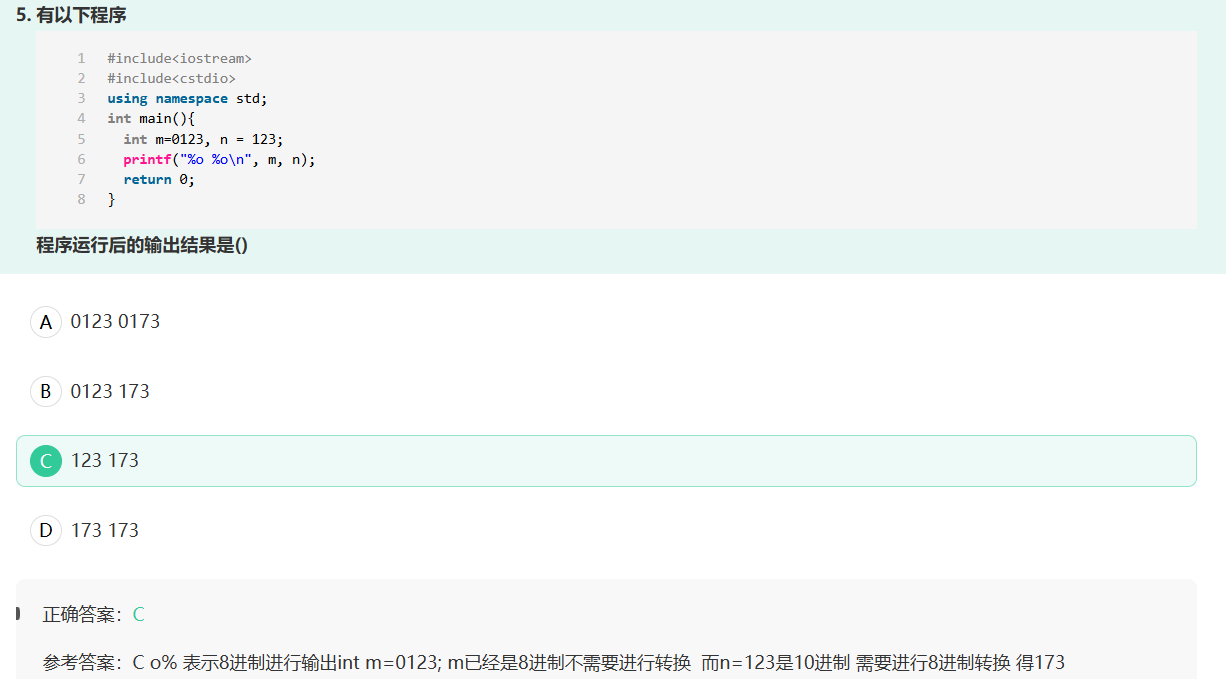 5. 有以下程序
1 #include<iostream>
2 #include<cstdio>
3 using namespace std;
4 int main(){
5   int m=0123, n = 123;
6   printf("%o %o\n", m, n);
7   return 0;
8 }
程序运行后的输出结果是()
A 0123 0173
B 0123 173
C 123 173
D 173 173
正确答案：C
参考答案：C o% 表示8进制进行输出int m=0123; m已经是8进制不需要进行转换  而n=123是10进制 需要进行8进制转换 得173